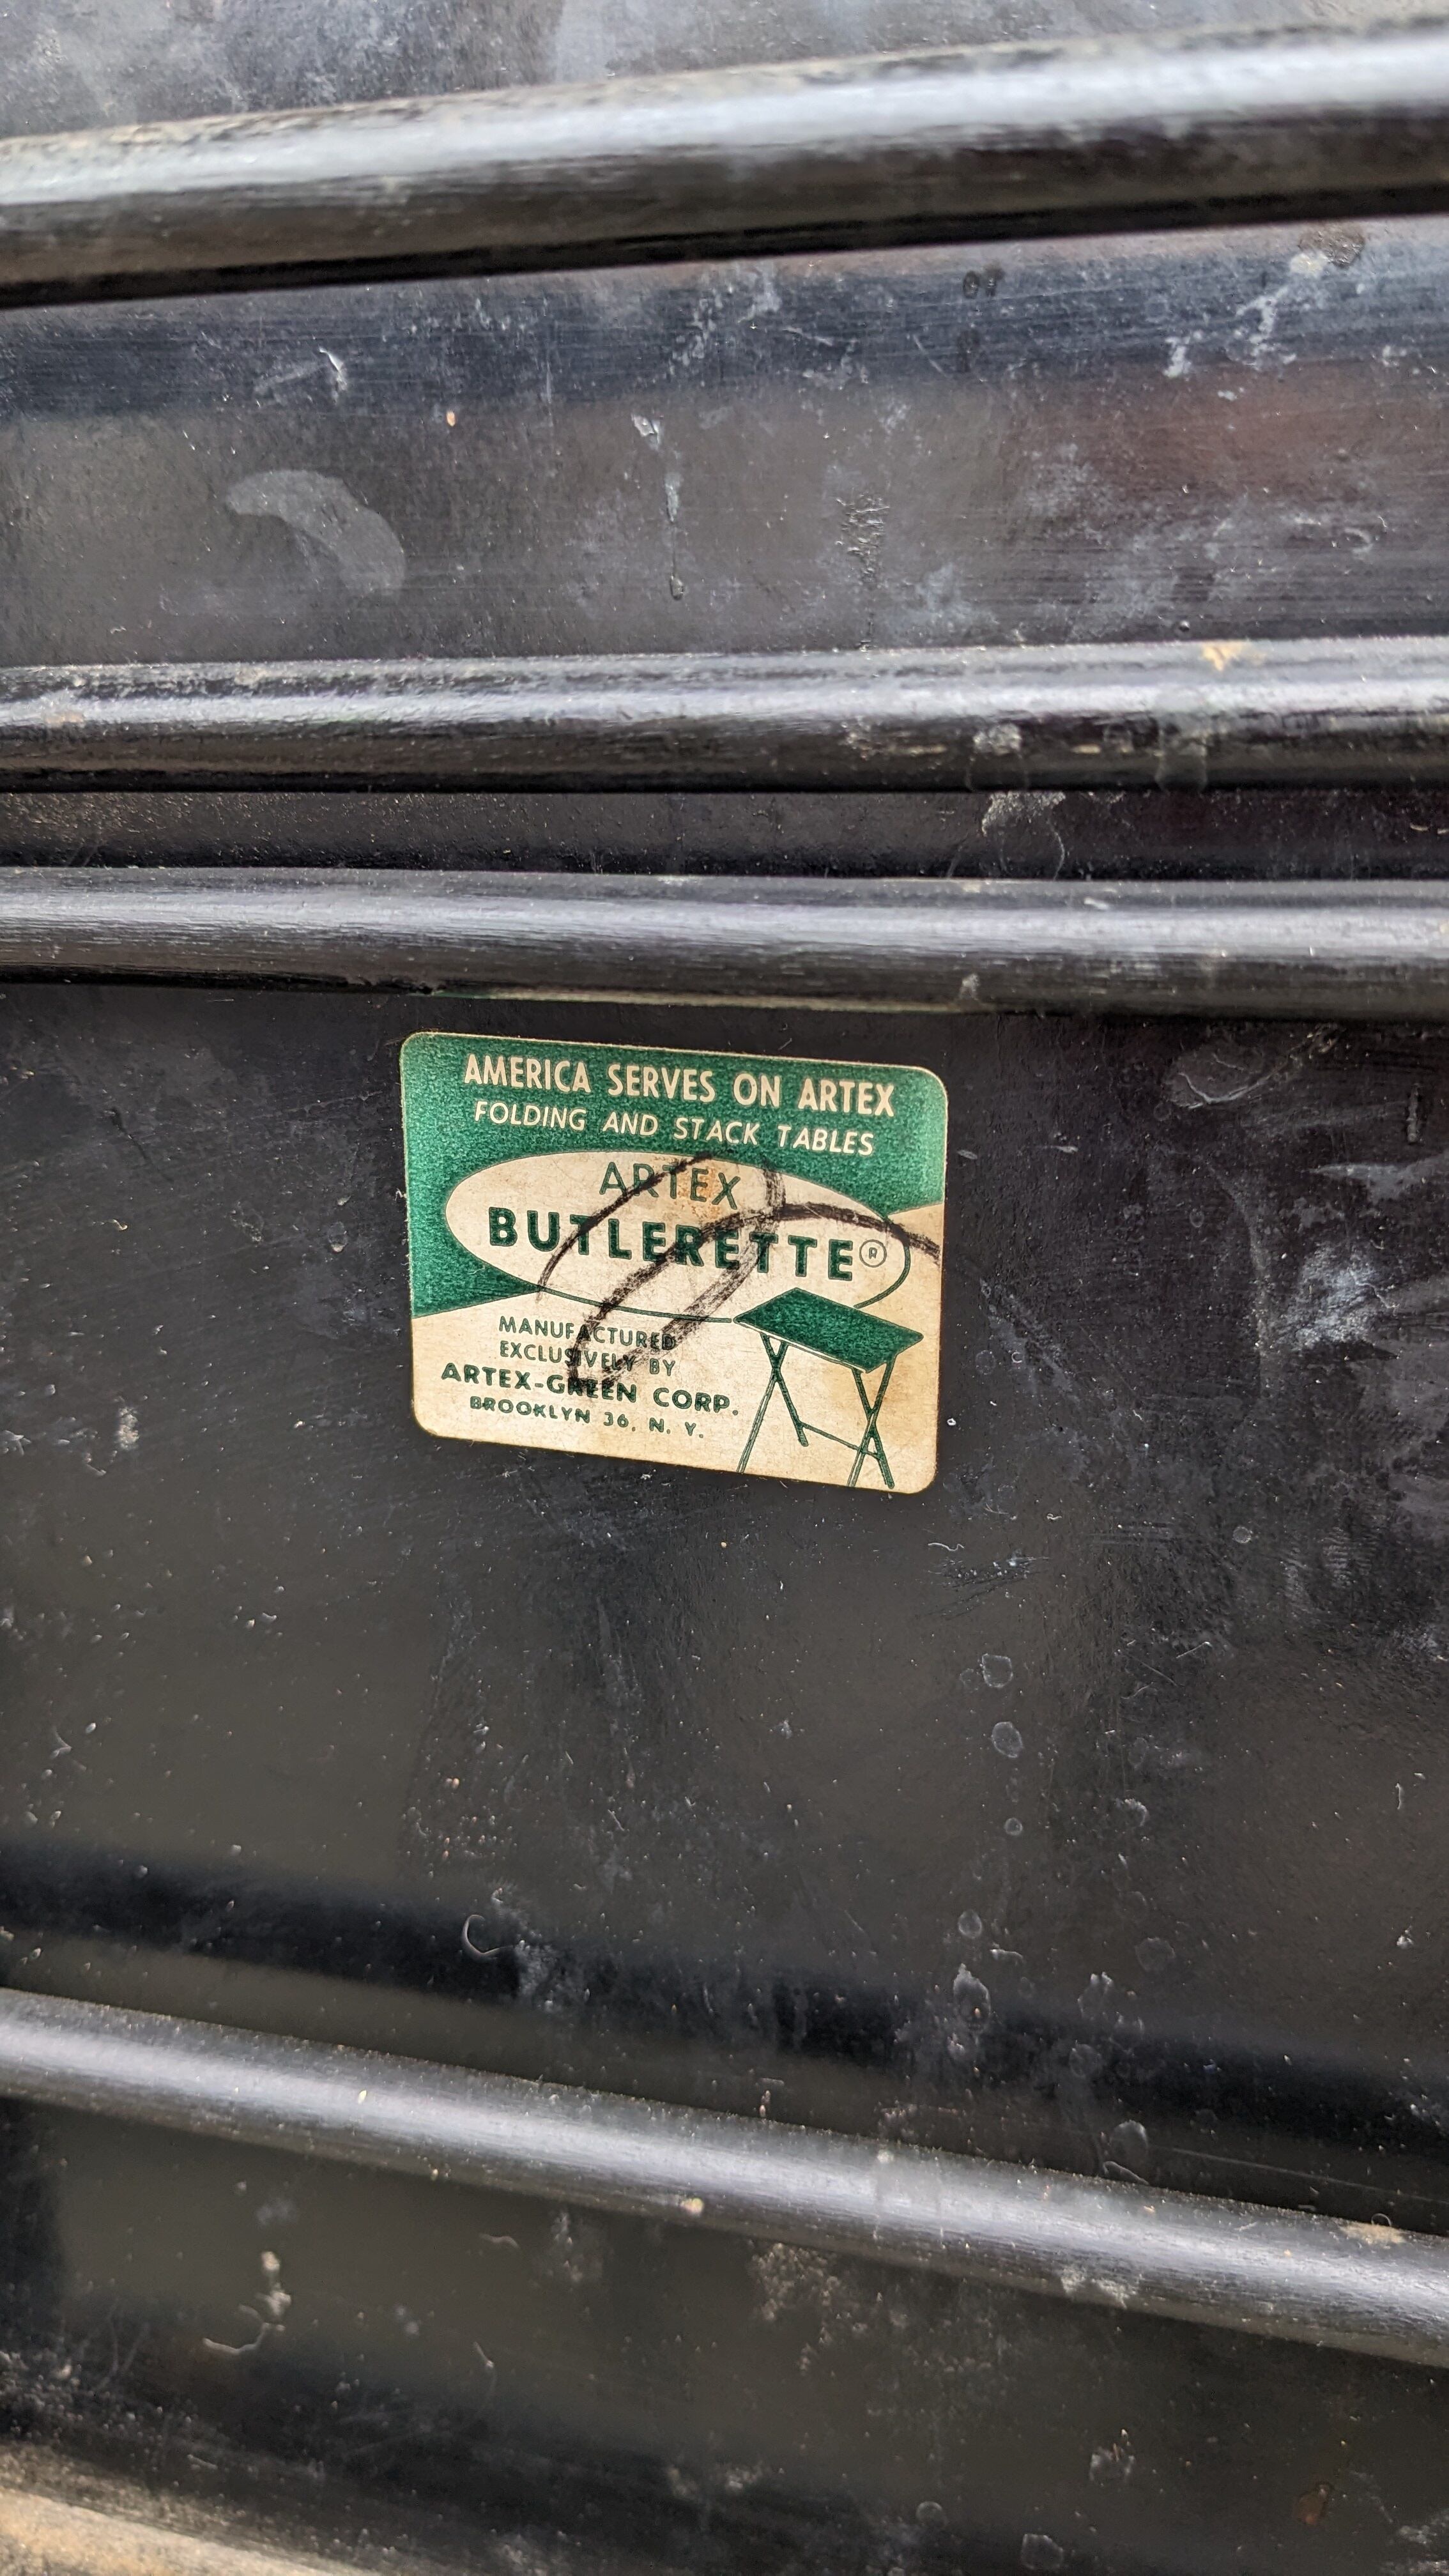 AMERICA SERVES ON ARTEX
FOLDING AND STACK TABLES
ARTEX
BUTLERETTE®
MANUFACTURED
EXCLUSIVELY BY
ARTEX-GREEN CORP.
BROOKLYN 36, N. Y.